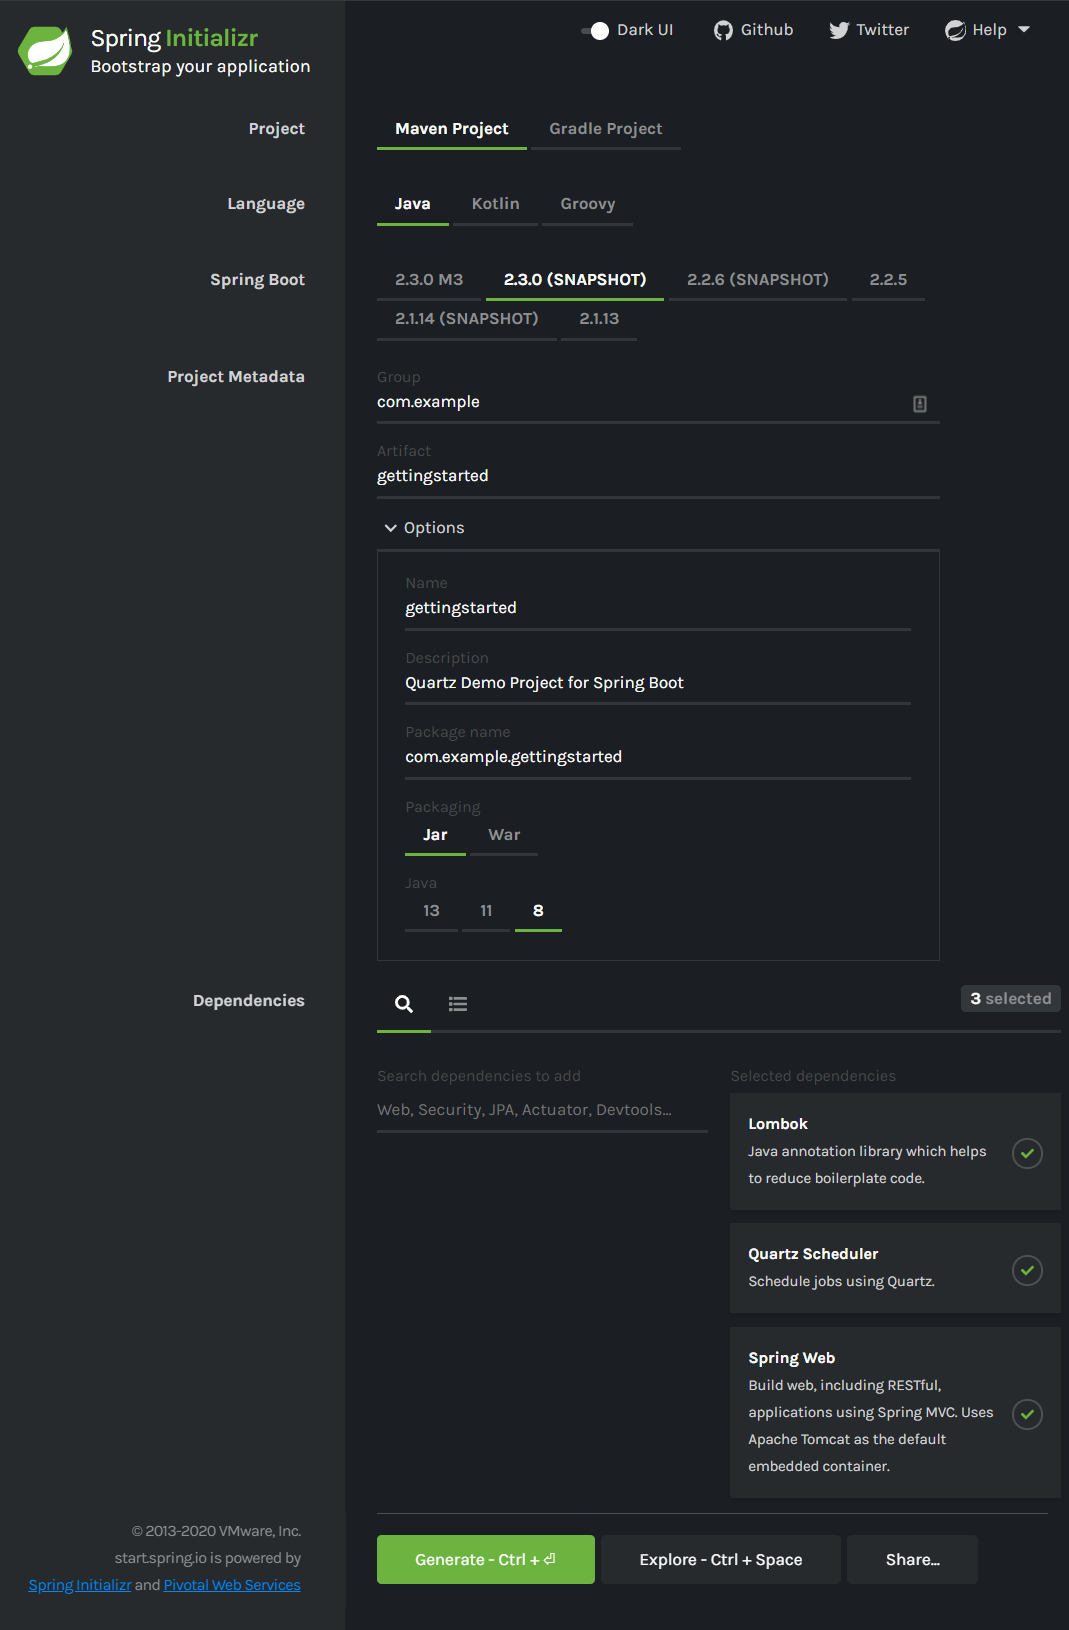 Spring Initializr
Bootstrap your application
Dark UI Github Twitter Help
Project
Maven Project Gradle Project
Language
Java Kotlin Groovy
Spring Boot
2.3.0 M3 2.3.0 (SNAPSHOT) 2.2.6 (SNAPSHOT) 2.2.5
2.1.14 (SNAPSHOT) 2.1.13
Project Metadata
Group
com.example
Artifact
gettingstarted
Options
Name
gettingstarted
Description
Quartz Demo Project for Spring Boot
Package name
com.example.gettingstarted
Packaging
Jar War
Java
13 11 8
Dependencies
3 selected
Search dependencies to add
Web, Security, JPA, Actuator, Devtools...
Selected dependencies
Lombok
Java annotation library which helps
to reduce boilerplate code.
Quartz Scheduler
Schedule jobs using Quartz.
Spring Web
Build web, including RESTful,
applications using Spring MVC. Uses
Apache Tomcat as the default
embedded container.
© 2013-2020 VMware, Inc.
start.spring.io is powered by
Spring Initializr and Pivotal Web Services
Generate - Ctrl + ⏎ Explore - Ctrl + Space Share...